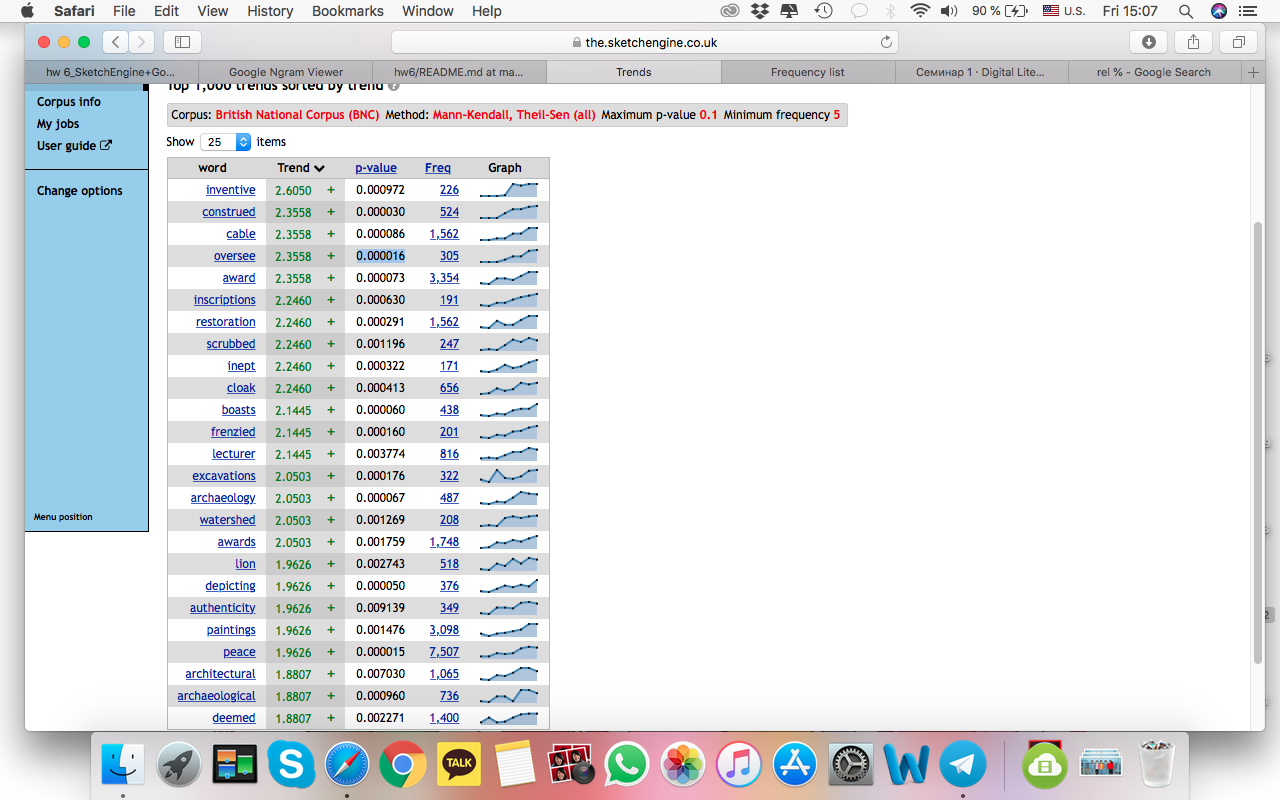 Safari File Edit View History Bookmarks Window Help 90 % U.S. Fri 15:07
the.sketchengine.co.uk
hw 6_SketchEngine+Go... Google Ngram Viewer hw6/README.md at ma... Trends Frequency list Семинар 1 · Digital Lite... rel % - Google Search
Corpus info
My jobs
User guide
Change options
Menu position
Top 1,000 trends sorted by trend ?
Corpus: British National Corpus (BNC) Method: Mann-Kendall, Theil-Sen (all) Maximum p-value 0.1 Minimum frequency 5
Show 25 items
word Trend p-value Freq Graph
inventive 2.6050 + 0.000972 226
construed 2.3558 + 0.000030 524
cable 2.3558 + 0.000086 1,562
oversee 2.3558 + 0.000016 305
award 2.3558 + 0.000073 3,354
inscriptions 2.2460 + 0.000630 191
restoration 2.2460 + 0.000291 1,562
scrubbed 2.2460 + 0.001196 247
inept 2.2460 + 0.000322 171
cloak 2.2460 + 0.000413 656
boasts 2.1445 + 0.000060 438
frenzied 2.1445 + 0.000160 201
lecturer 2.1445 + 0.003774 816
excavations 2.0503 + 0.000176 322
archaeology 2.0503 + 0.000067 487
watershed 2.0503 + 0.001269 208
awards 2.0503 + 0.001759 1,748
lion 1.9626 + 0.002743 518
depicting 1.9626 + 0.000050 376
authenticity 1.9626 + 0.009139 349
paintings 1.9626 + 0.001476 3,098
peace 1.9626 + 0.000015 7,507
architectural 1.8807 + 0.007030 1,065
archaeological 1.8807 + 0.000960 736
deemed 1.8807 + 0.002271 1,400
TALK